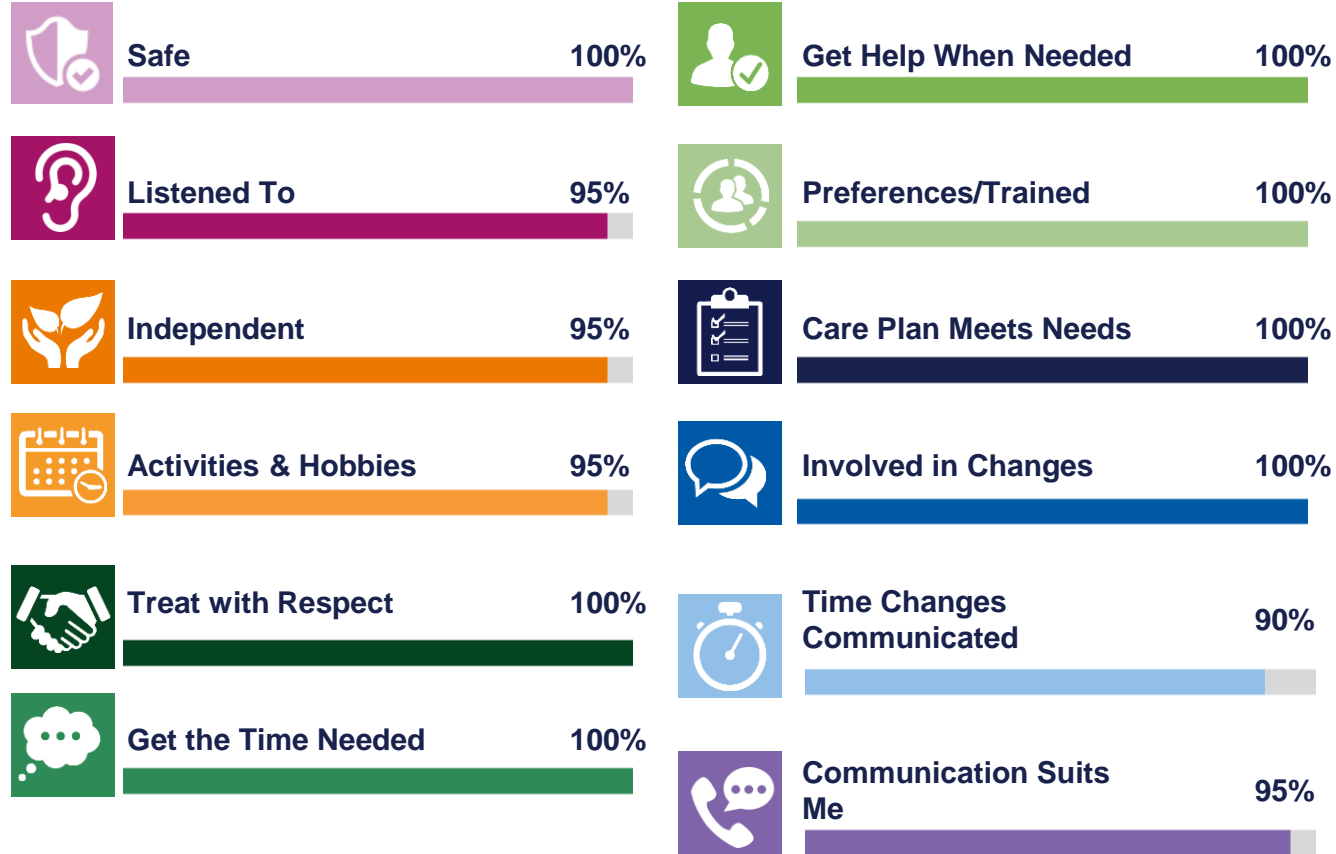 Safe 100%
Listened To 95%
Independent 95%
Activities & Hobbies 95%
Treat with Respect 100%
Get the Time Needed 100%
Get Help When Needed 100%
Preferences/Trained 100%
Care Plan Meets Needs 100%
Involved in Changes 100%
Time Changes
Communicated 90%
Communication Suits
Me 95%